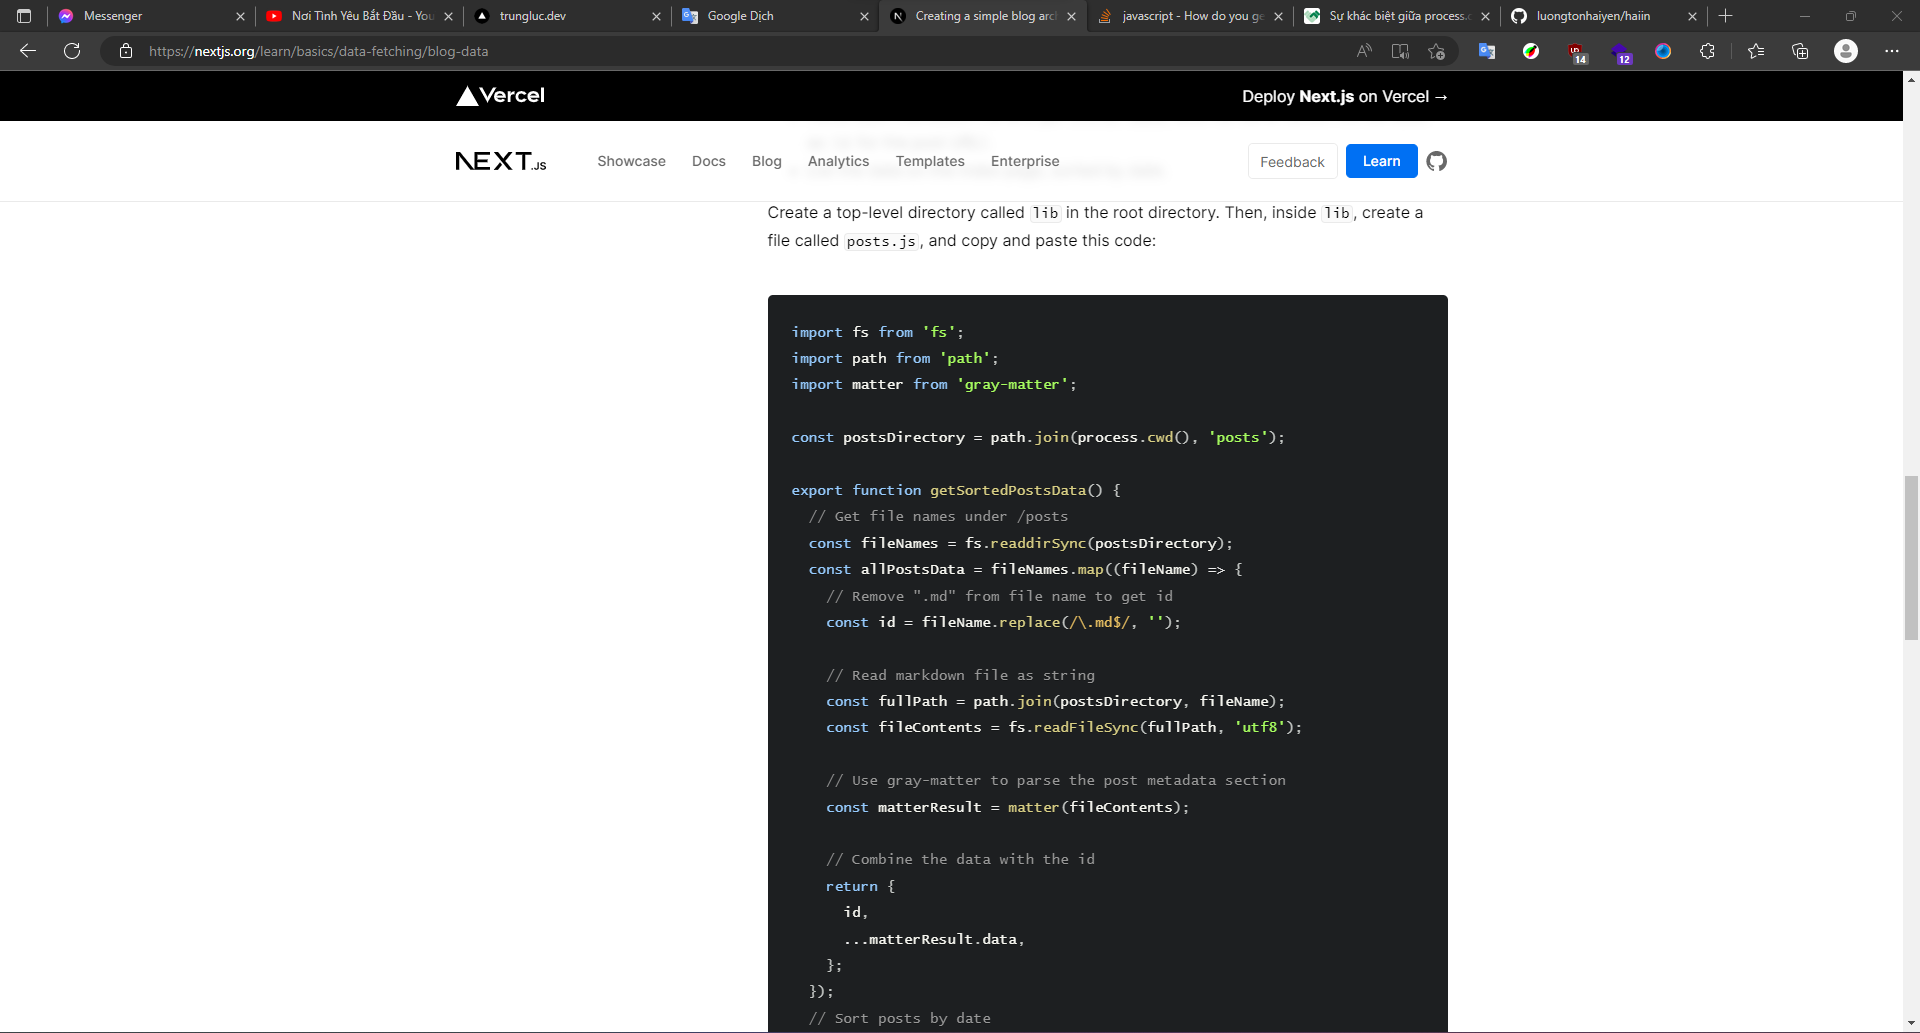 Messenger
Nơi Tình Yêu Bắt Đầu - You
trungluc.dev
Google Dịch
Creating a simple blog arc
javascript - How do you ge
Sự khác biệt giữa process.c
luongtonhaiyen/haiin
https://nextjs.org/learn/basics/data-fetching/blog-data
14
12
Vercel
Deploy Next.js on Vercel →
NEXT.JS
Showcase
Docs
Blog
Analytics
Templates
Enterprise
Feedback
Learn
Create a top-level directory called lib in the root directory. Then, inside lib, create a
file called posts.js, and copy and paste this code:
import fs from 'fs';
import path from 'path';
import matter from 'gray-matter';
const postsDirectory = path.join(process.cwd(), 'posts');
export function getSortedPostsData() {
// Get file names under /posts
const fileNames = fs.readdirSync(postsDirectory);
const allPostsData = fileNames.map((fileName) => {
// Remove ".md" from file name to get id
const id = fileName.replace(/\.md$/, '');
// Read markdown file as string
const fullPath = path.join(postsDirectory, fileName);
const fileContents = fs.readFileSync(fullPath, 'utf8');
// Use gray-matter to parse the post metadata section
const matterResult = matter(fileContents);
// Combine the data with the id
return {
id,
...matterResult.data,
};
});
// Sort posts by date